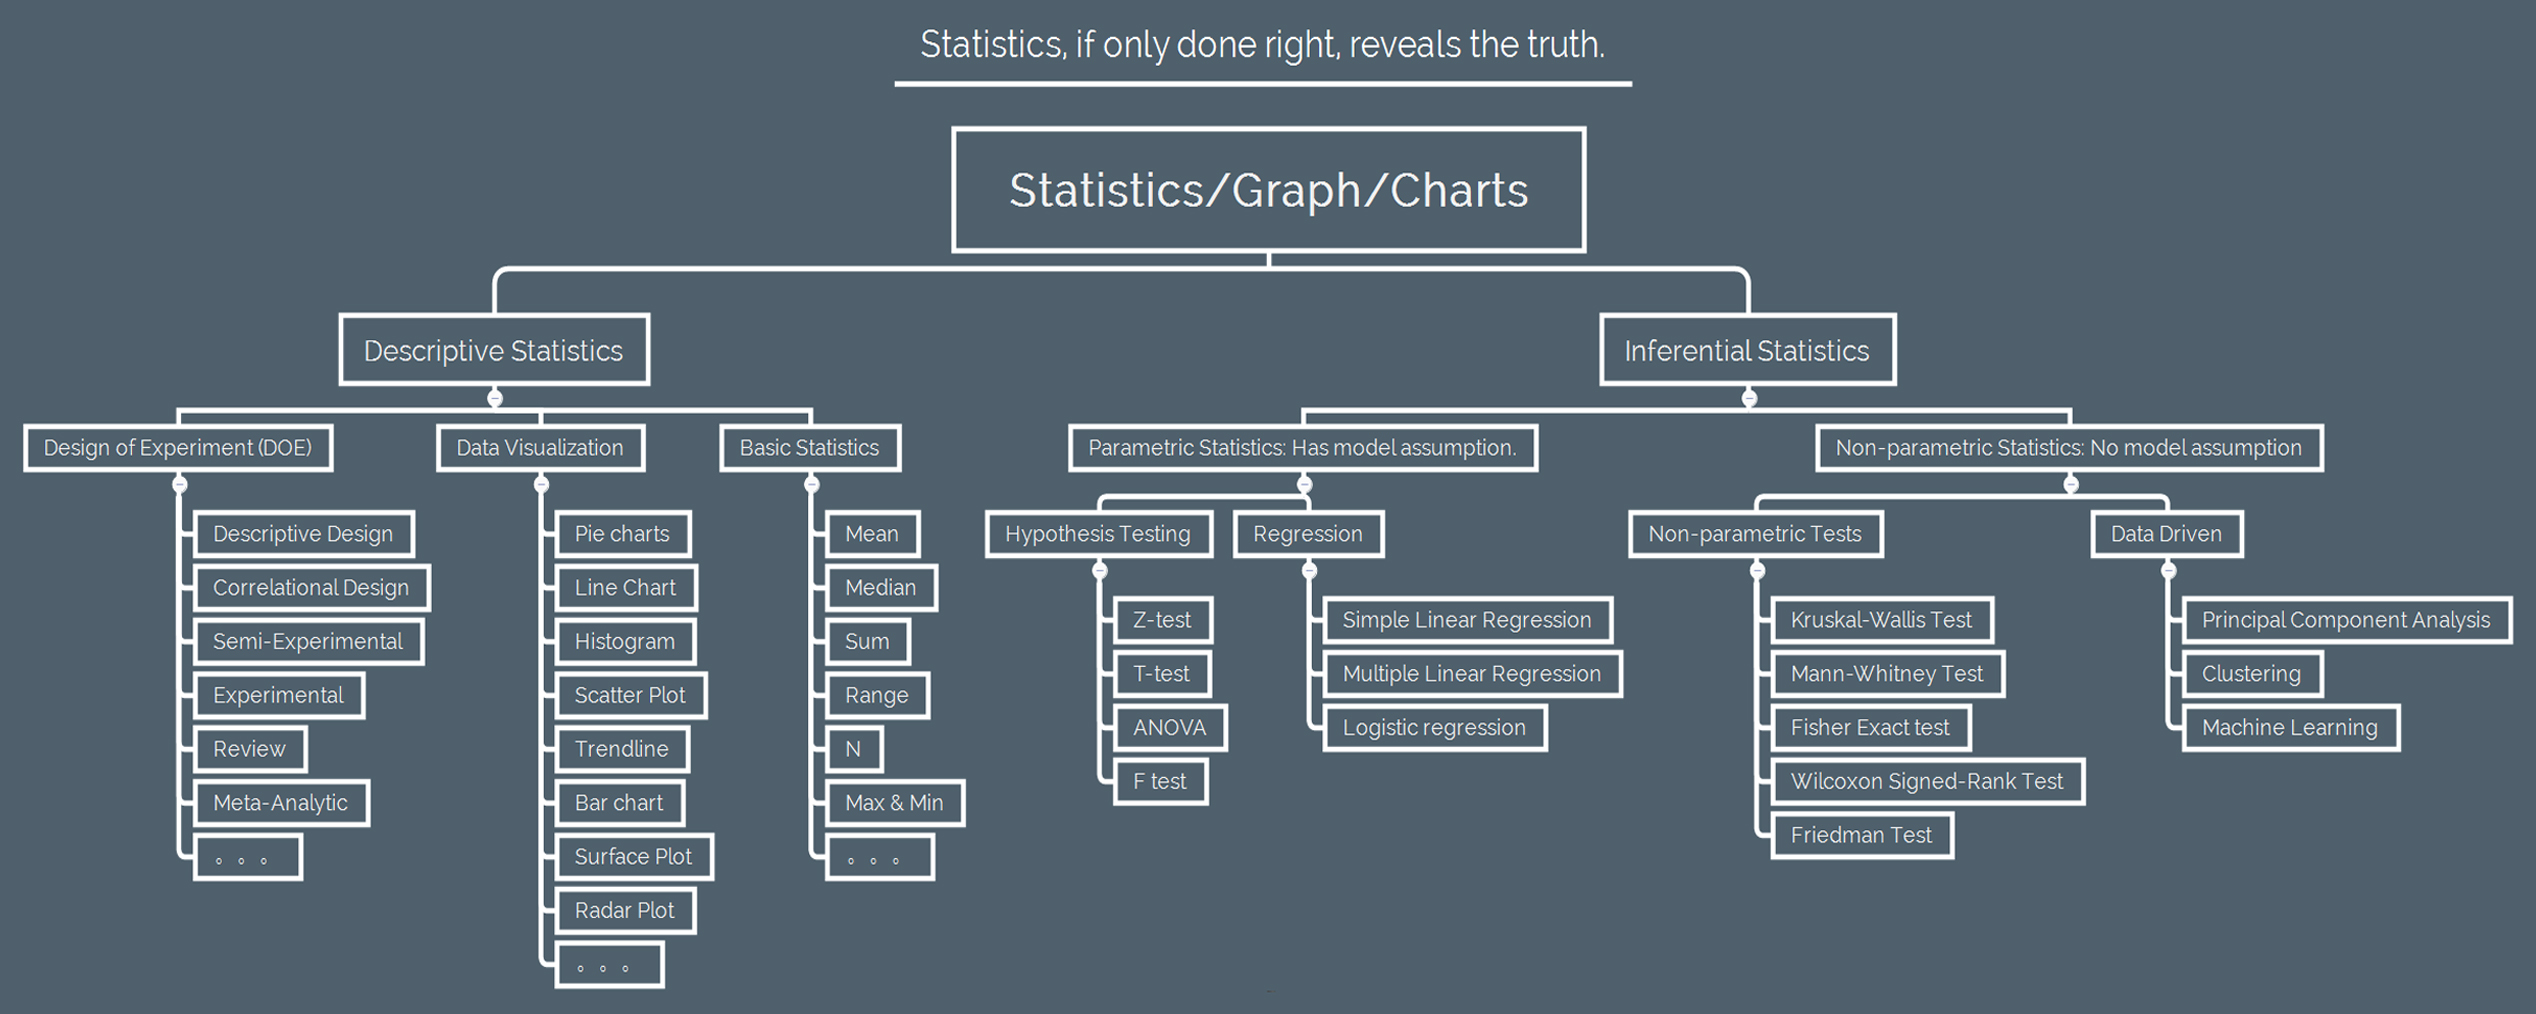 Statistics, if only done right, reveals the truth.
Statistics/Graph/Charts
Descriptive Statistics
Inferential Statistics
Design of Experiment (DOE)
Data Visualization
Basic Statistics
Parametric Statistics: Has model assumption.
Non-parametric Statistics: No model assumption
Descriptive Design
Correlational Design
Semi-Experimental
Experimental
Review
Meta-Analytic
。。。
Pie charts
Line Chart
Histogram
Scatter Plot
Trendline
Bar chart
Surface Plot
Radar Plot
。。。
Mean
Median
Sum
Range
N
Max & Min
。。。
Hypothesis Testing
Z-test
T-test
ANOVA
F test
Regression
Simple Linear Regression
Multiple Linear Regression
Logistic regression
Non-parametric Tests
Kruskal-Wallis Test
Mann-Whitney Test
Fisher Exact test
Wilcoxon Signed-Rank Test
Friedman Test
Data Driven
Principal Component Analysis
Clustering
Machine Learning